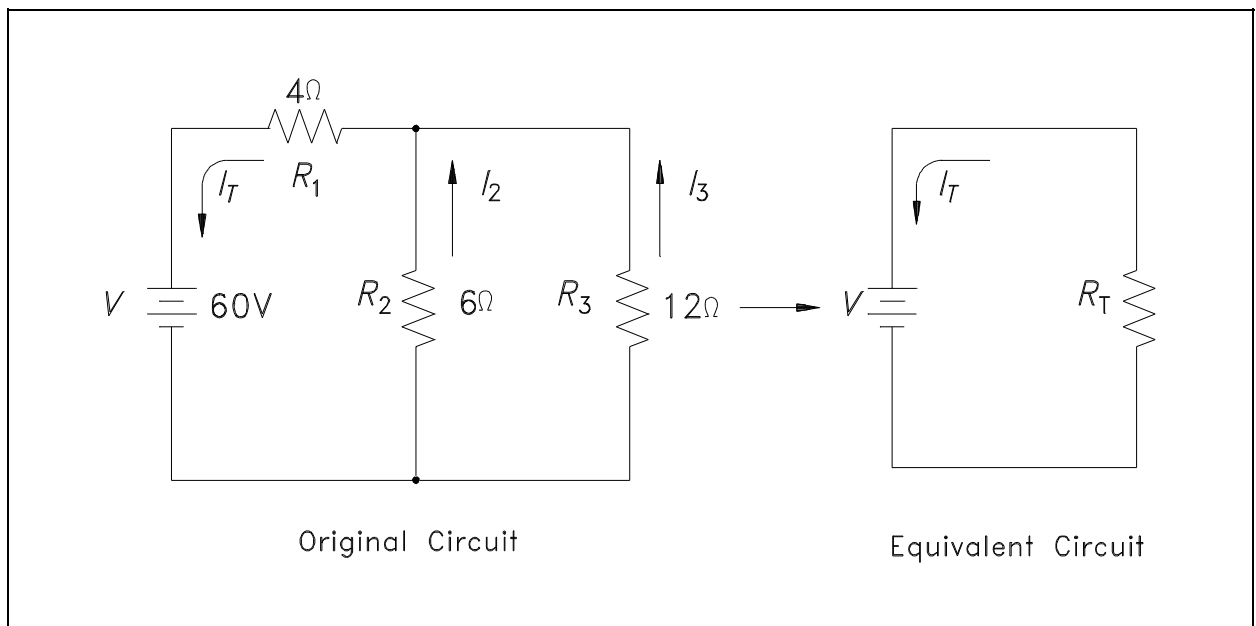 4Ω
R1
IT
I2
I3
V
60V
R2
6Ω
R3
12Ω
Original Circuit
IT
V
RT
Equivalent Circuit